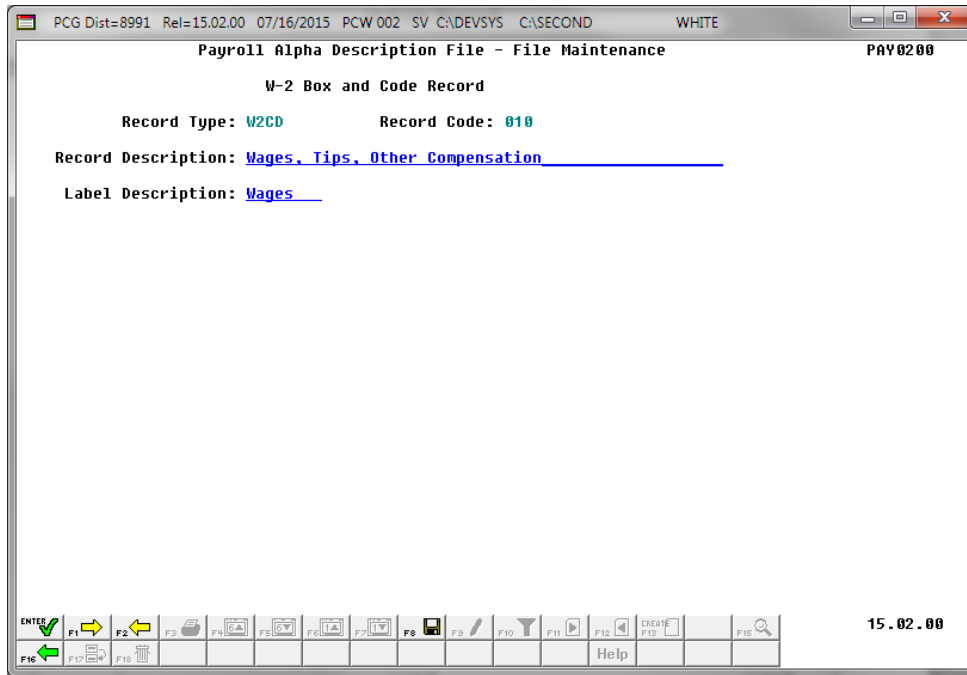 PCG Dist=8991 Rel=15.02.00 07/16/2015 PCW 002 SV C:\DEVSYS C:\SECOND WHITE
Payroll Alpha Description File - File Maintenance PAY0200
W-2 Box and Code Record
Record Type: W2CD Record Code: 010
Record Description: Wages, Tips, Other Compensation
Label Description: Wages
ENTER F1 F2 F3 F4 F5 F6 F7 F8 F9 F10 F11 F12 CREATE F13 F15 15.02.00
F16 F17 F18 Help